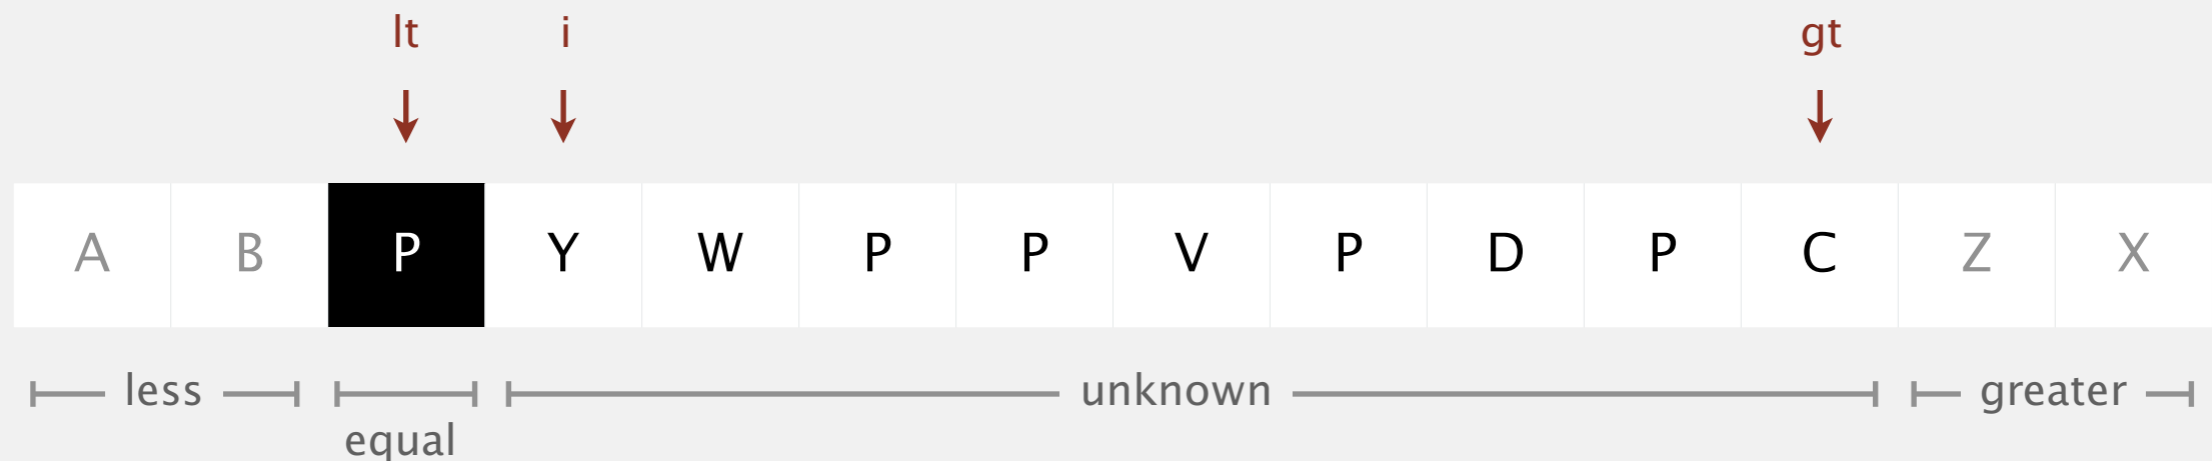 lt i gt
A B P Y W P P V P D P C Z X
less unknown greater
equal